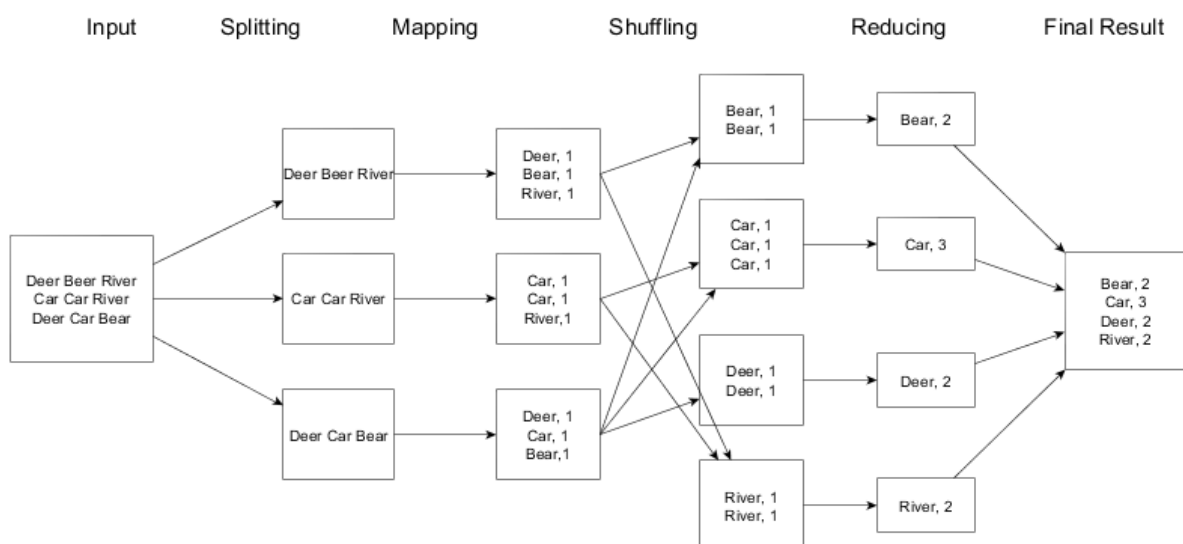 Input
Splitting
Mapping
Shuffling
Reducing
Final Result
Deer Beer River
Car Car River
Deer Car Bear
Deer Beer River
Car Car River
Deer Car Bear
Deer, 1
Bear, 1
River, 1
Car, 1
Car, 1
River,1
Deer, 1
Car, 1
Bear,1
Bear, 1
Bear, 1
Car, 1
Car, 1
Car, 1
Deer, 1
Deer, 1
River, 1
River, 1
Bear, 2
Car, 3
Deer, 2
River, 2
Bear, 2
Car, 3
Deer, 2
River, 2